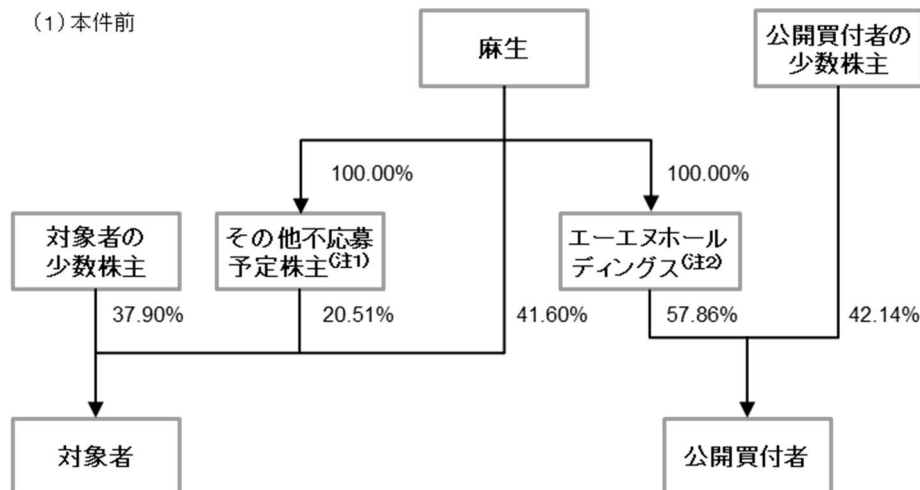 (1)本件前
麻生
公開買付者の
少数株主
100.00%
100.00%
対象者の
少数株主
その他不応募
予定株主(注1)
エーエヌホール
ディングス(注2)
37.90%
20.51%
41.60%
57.86%
42.14%
対象者
公開買付者